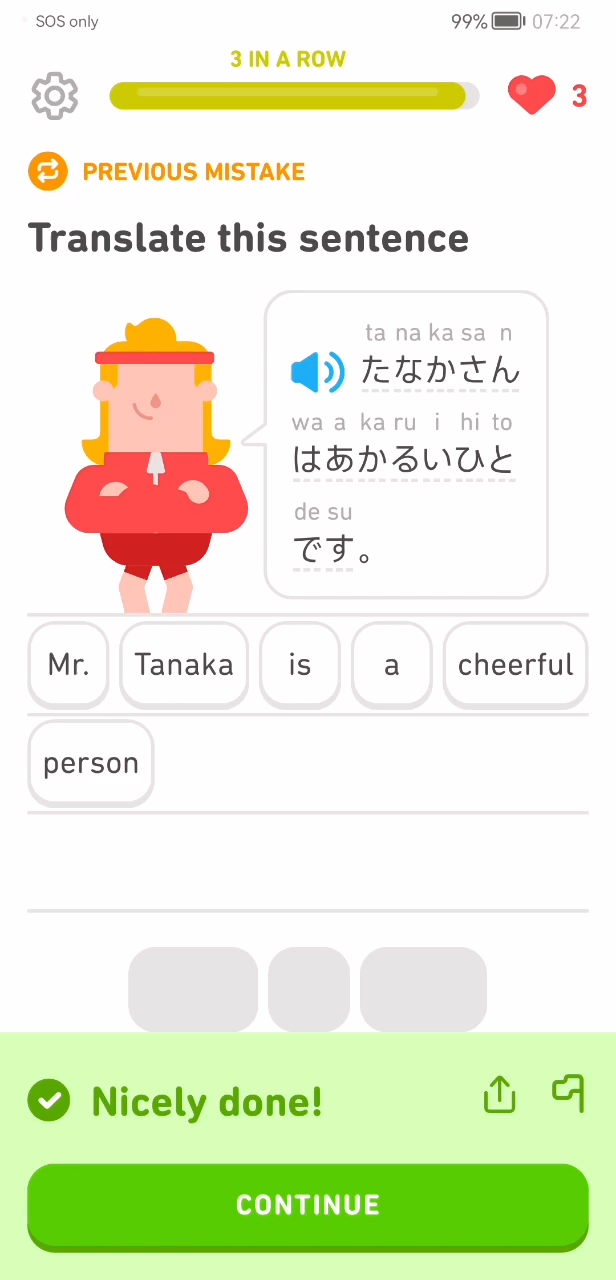 SOS only
99% 07:22
3 IN A ROW
3
PREVIOUS MISTAKE
Translate this sentence
ta na ka sa n
たなかさん
wa a ka ru i hi to
はあかるいひと
de su
です。
Mr. Tanaka is a cheerful
person
Nicely done!
CONTINUE